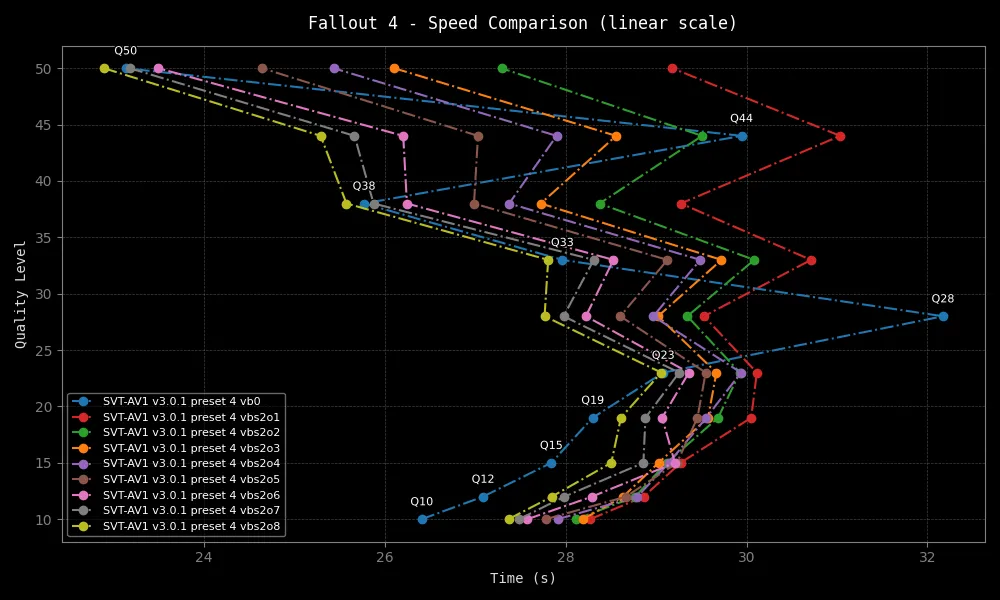 Fallout 4 - Speed Comparison (linear scale)
Quality Level
50
45
40
35
30
25
20
15
10
Q50
Q44
Q38
Q33
Q28
Q23
Q19
Q15
Q12
Q10
SVT-AV1 v3.0.1 preset 4 vb0
SVT-AV1 v3.0.1 preset 4 vbs2o1
SVT-AV1 v3.0.1 preset 4 vbs2o2
SVT-AV1 v3.0.1 preset 4 vbs2o3
SVT-AV1 v3.0.1 preset 4 vbs2o4
SVT-AV1 v3.0.1 preset 4 vbs2o5
SVT-AV1 v3.0.1 preset 4 vbs2o6
SVT-AV1 v3.0.1 preset 4 vbs2o7
SVT-AV1 v3.0.1 preset 4 vbs2o8
24 26 28 30 32
Time (s)